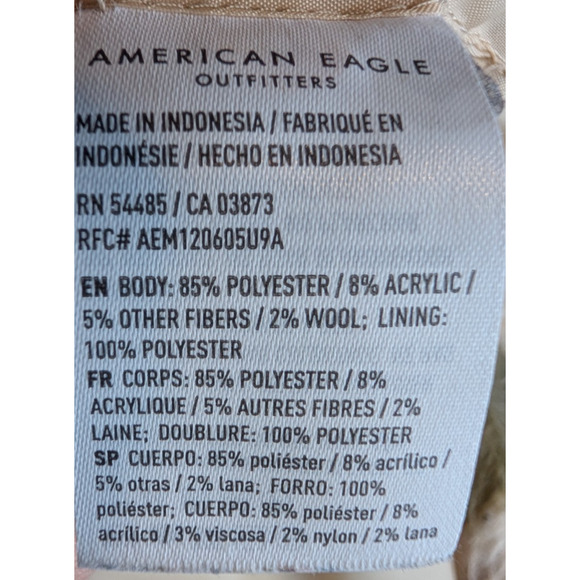 AMERICAN EAGLE
OUTFITTERS
MADE IN INDONESIA / FABRIQUÉ EN
INDONÉSIE / HECHO EN INDONESIA
RN 54485 / CA 03873
RFC# AEM120605U9A
EN BODY: 85% POLYESTER / 8% ACRYLIC /
5% OTHER FIBERS / 2% WOOL; LINING:
100% POLYESTER
FR CORPS: 85% POLYESTER / 8%
ACRYLIQUE / 5% AUTRES FIBRES / 2%
LAINE; DOUBLURE: 100% POLYESTER
SP CUERPO: 85% poliéster / 8% acrílico /
5% otras / 2% lana; FORRO: 100%
poliéster; CUERPO: 85% poliéster / 8%
acrílico / 3% viscosa / 2% nylon / 2% lana